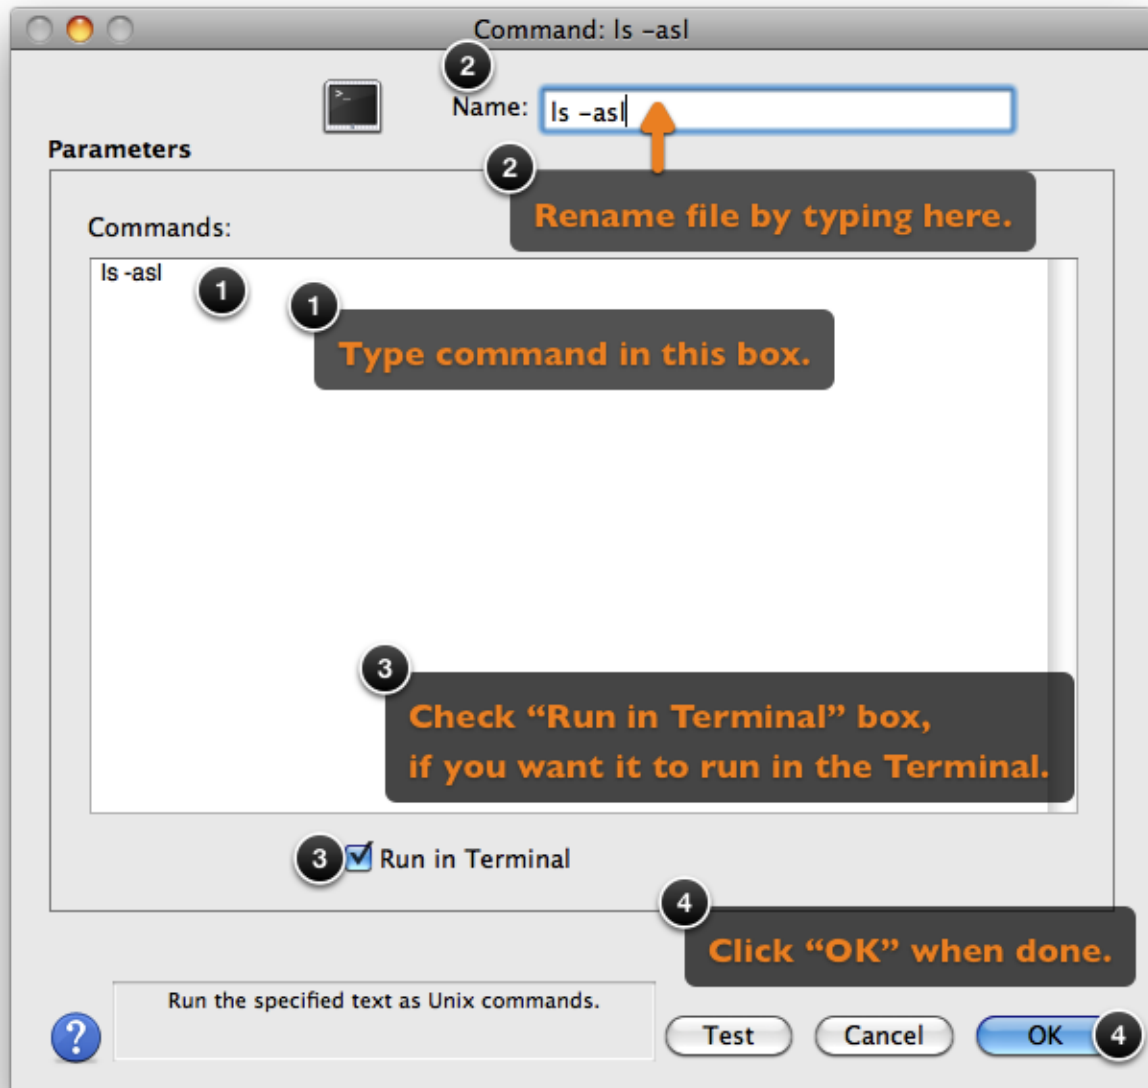 Command: ls -asl
2
Name: ls -asl
Parameters
2
Rename file by typing here.
Commands:
ls -asl
1
1
Type command in this box.
3
Check “Run in Terminal” box,
if you want it to run in the Terminal.
3 Run in Terminal
4
Click “OK” when done.
Run the specified text as Unix commands.
? Test Cancel OK 4